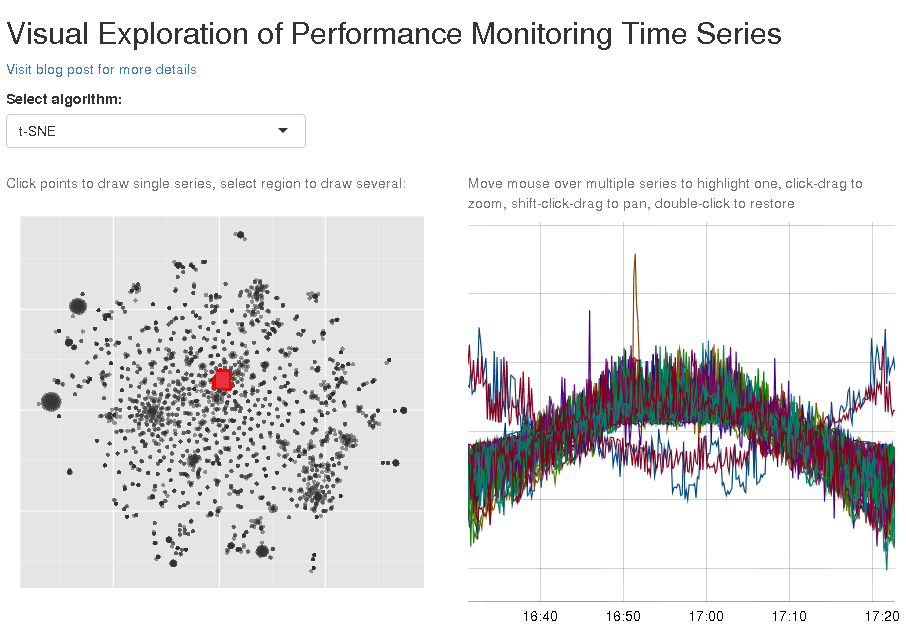 Visual Exploration of Performance Monitoring Time Series
Visit blog post for more details
Select algorithm:
t-SNE
Click points to draw single series, select region to draw several:
Move mouse over multiple series to highlight one, click-drag to
zoom, shift-click-drag to pan, double-click to restore
16:40 16:50 17:00 17:10 17:20